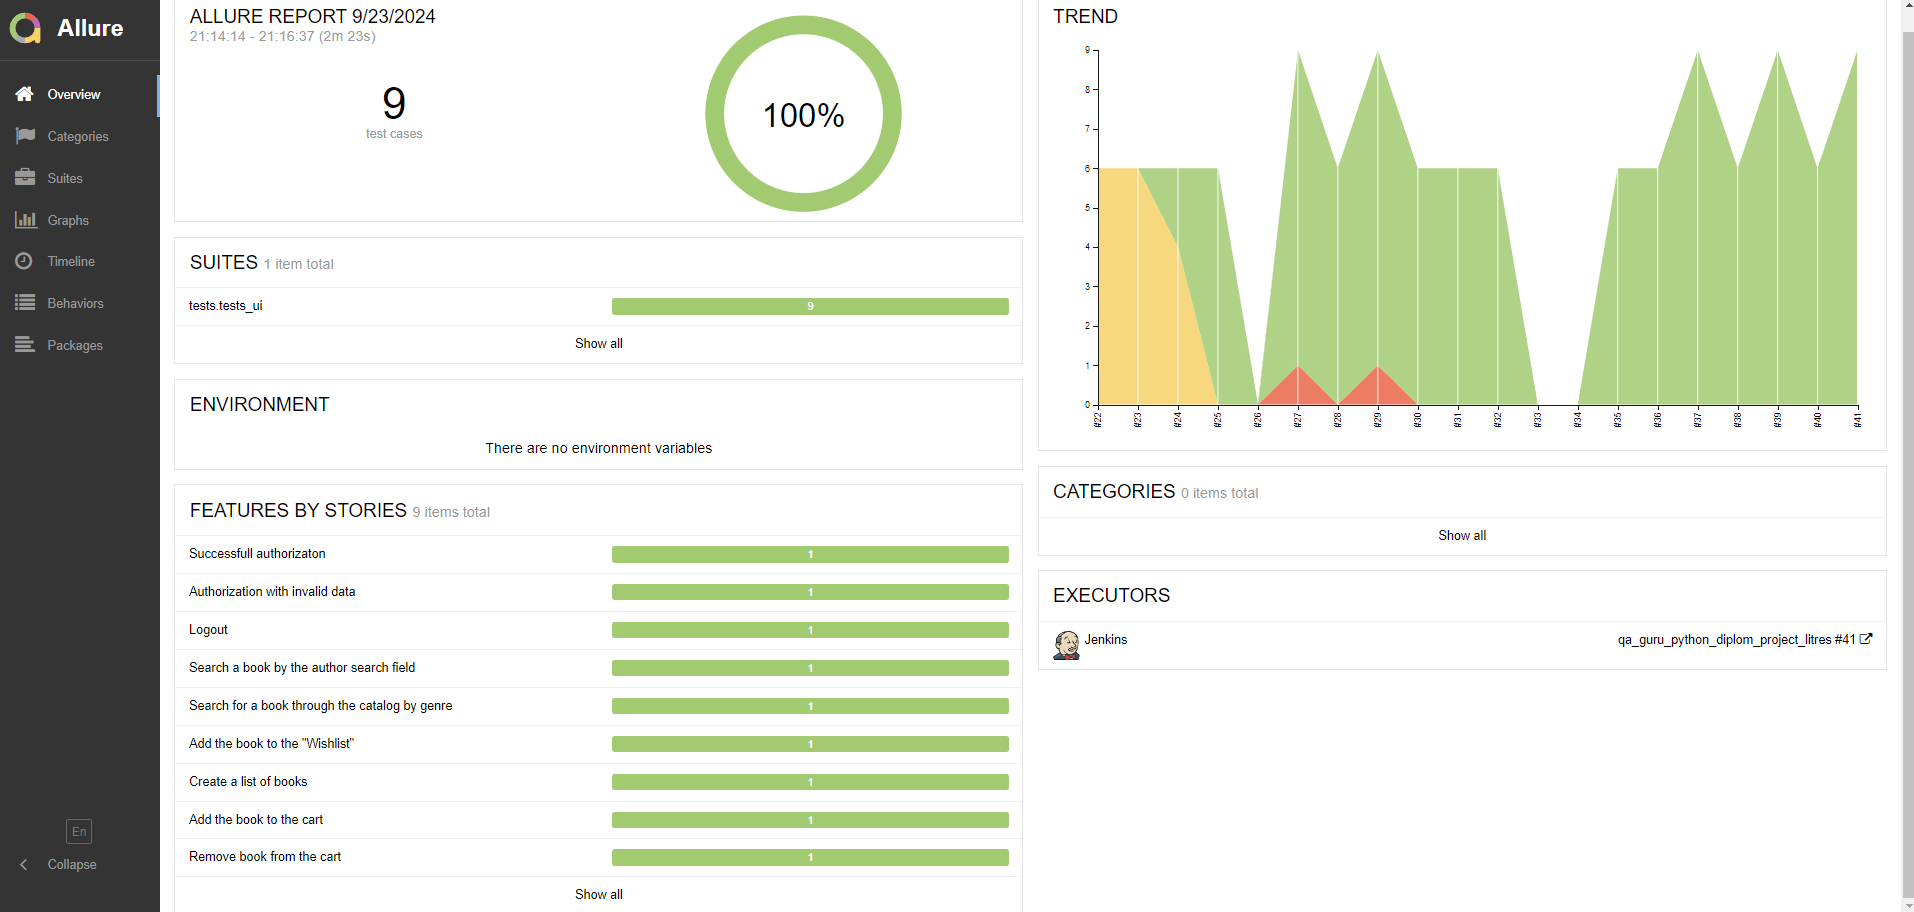 Allure
Overview
Categories
Suites
Graphs
Timeline
Behaviors
Packages
En
Collapse
ALLURE REPORT 9/23/2024
21:14:14 - 21:16:37 (2m 23s)
9
test cases
100%
SUITES 1 item total
tests.tests_ui 9
Show all
ENVIRONMENT
There are no environment variables
FEATURES BY STORIES 9 items total
Successfull authorizaton 1
Authorization with invalid data 1
Logout 1
Search a book by the author search field 1
Search for a book through the catalog by genre 1
Add the book to the "Wishlist" 1
Create a list of books 1
Add the book to the cart 1
Remove book from the cart 1
Show all
TREND
9
8
7
6
5
4
3
2
1
0
#22 #23 #24 #25 #26 #27 #28 #29 #30 #31 #32 #33 #34 #35 #36 #37 #38 #39 #40 #41
CATEGORIES 0 items total
Show all
EXECUTORS
Jenkins qa_guru_python_diplom_project_litres #41